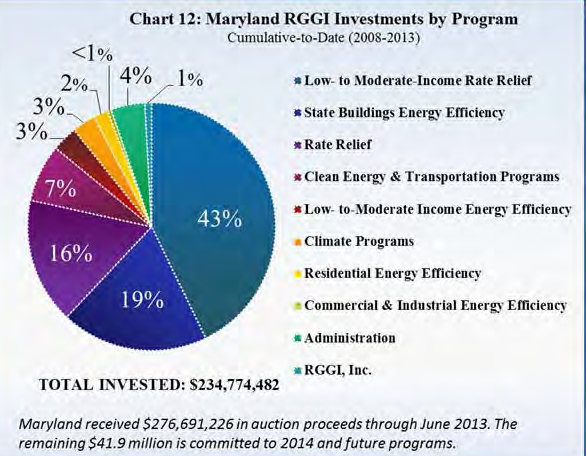 Chart 12: Maryland RGGI Investments by Program
Cumulative-to-Date (2008-2013)
<1%
2%
4%
1%
3%
3%
7%
16%
19%
43%
Low- to Moderate-Income Rate Relief
State Buildings Energy Efficiency
Rate Relief
Clean Energy & Transportation Programs
Low- to-Moderate Income Energy Efficiency
Climate Programs
Residential Energy Efficiency
Commercial & Industrial Energy Efficiency
Administration
RGGI, Inc.
TOTAL INVESTED: $234,774,482
Maryland received $276,691,226 in auction proceeds through June 2013. The
remaining $41.9 million is committed to 2014 and future programs.